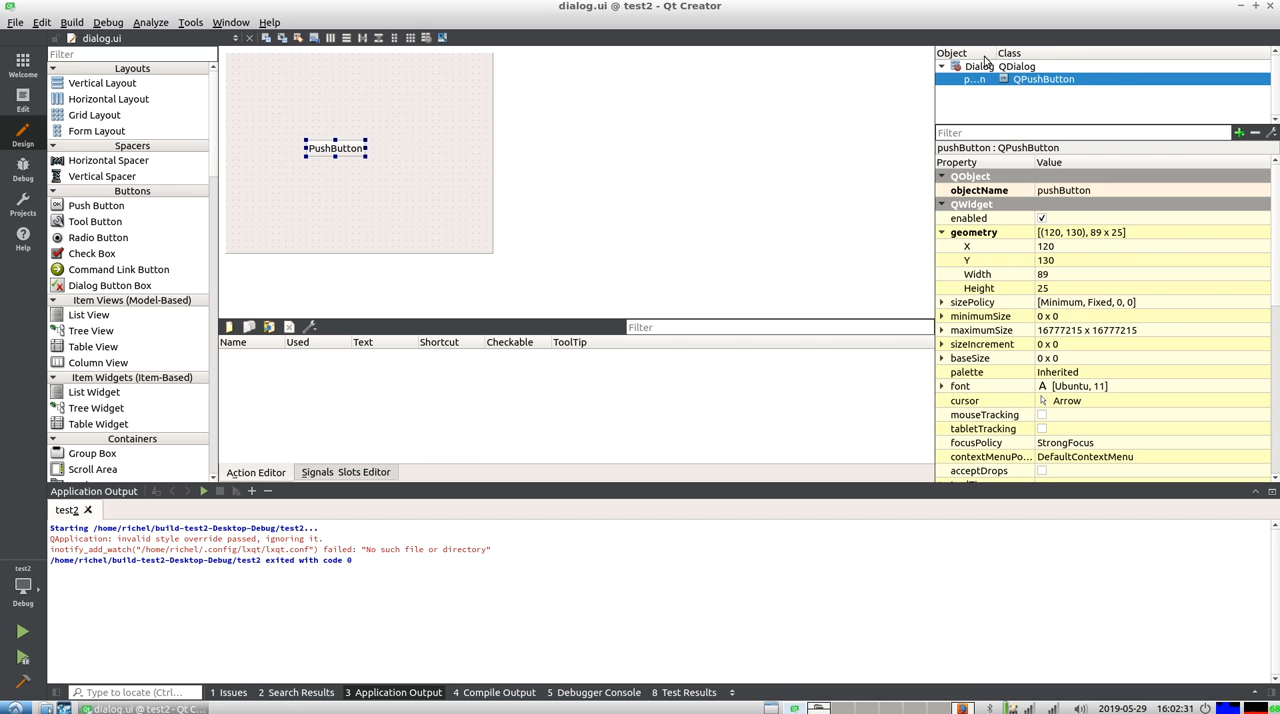 dialog.ui @ test2 - Qt Creator
File Edit Build Debug Analyze Tools Window Help
dialog.ui
Welcome
Edit
Design
Debug
Projects
Help
Filter
Layouts
Vertical Layout
Horizontal Layout
Grid Layout
Form Layout
Spacers
Horizontal Spacer
Vertical Spacer
Buttons
Push Button
Tool Button
Radio Button
Check Box
Command Link Button
Dialog Button Box
Item Views (Model-Based)
List View
Tree View
Table View
Column View
Item Widgets (Item-Based)
List Widget
Tree Widget
Table Widget
Containers
Group Box
Scroll Area
PushButton
Filter
Name Used Text Shortcut Checkable ToolTip
Action Editor Signals Slots Editor
Object Class
Dialog QDialog
p...n QPushButton
Filter
pushButton : QPushButton
Property Value
QObject
objectName pushButton
QWidget
enabled
geometry [(120, 130), 89 x 25]
X 120
Y 130
Width 89
Height 25
sizePolicy [Minimum, Fixed, 0, 0]
minimumSize 0 x 0
maximumSize 16777215 x 16777215
sizeIncrement 0 x 0
baseSize 0 x 0
palette Inherited
font A [Ubuntu, 11]
cursor Arrow
mouseTracking
tabletTracking
focusPolicy StrongFocus
contextMenuPo... DefaultContextMenu
acceptDrops
Application Output
test2
Starting /home/richel/build-test2-Desktop-Debug/test2...
QApplication: invalid style override passed, ignoring it.
inotify_add_watch("/home/richel/.config/lxqt/lxqt.conf") failed: "No such file or directory"
/home/richel/build-test2-Desktop-Debug/test2 exited with code 0
test2
Debug
Type to locate (Ctrl... 1 Issues 2 Search Results 3 Application Output 4 Compile Output 5 Debugger Console 8 Test Results
dialog.ui @ test2 - Qt C... 2019-05-29 16:02:31